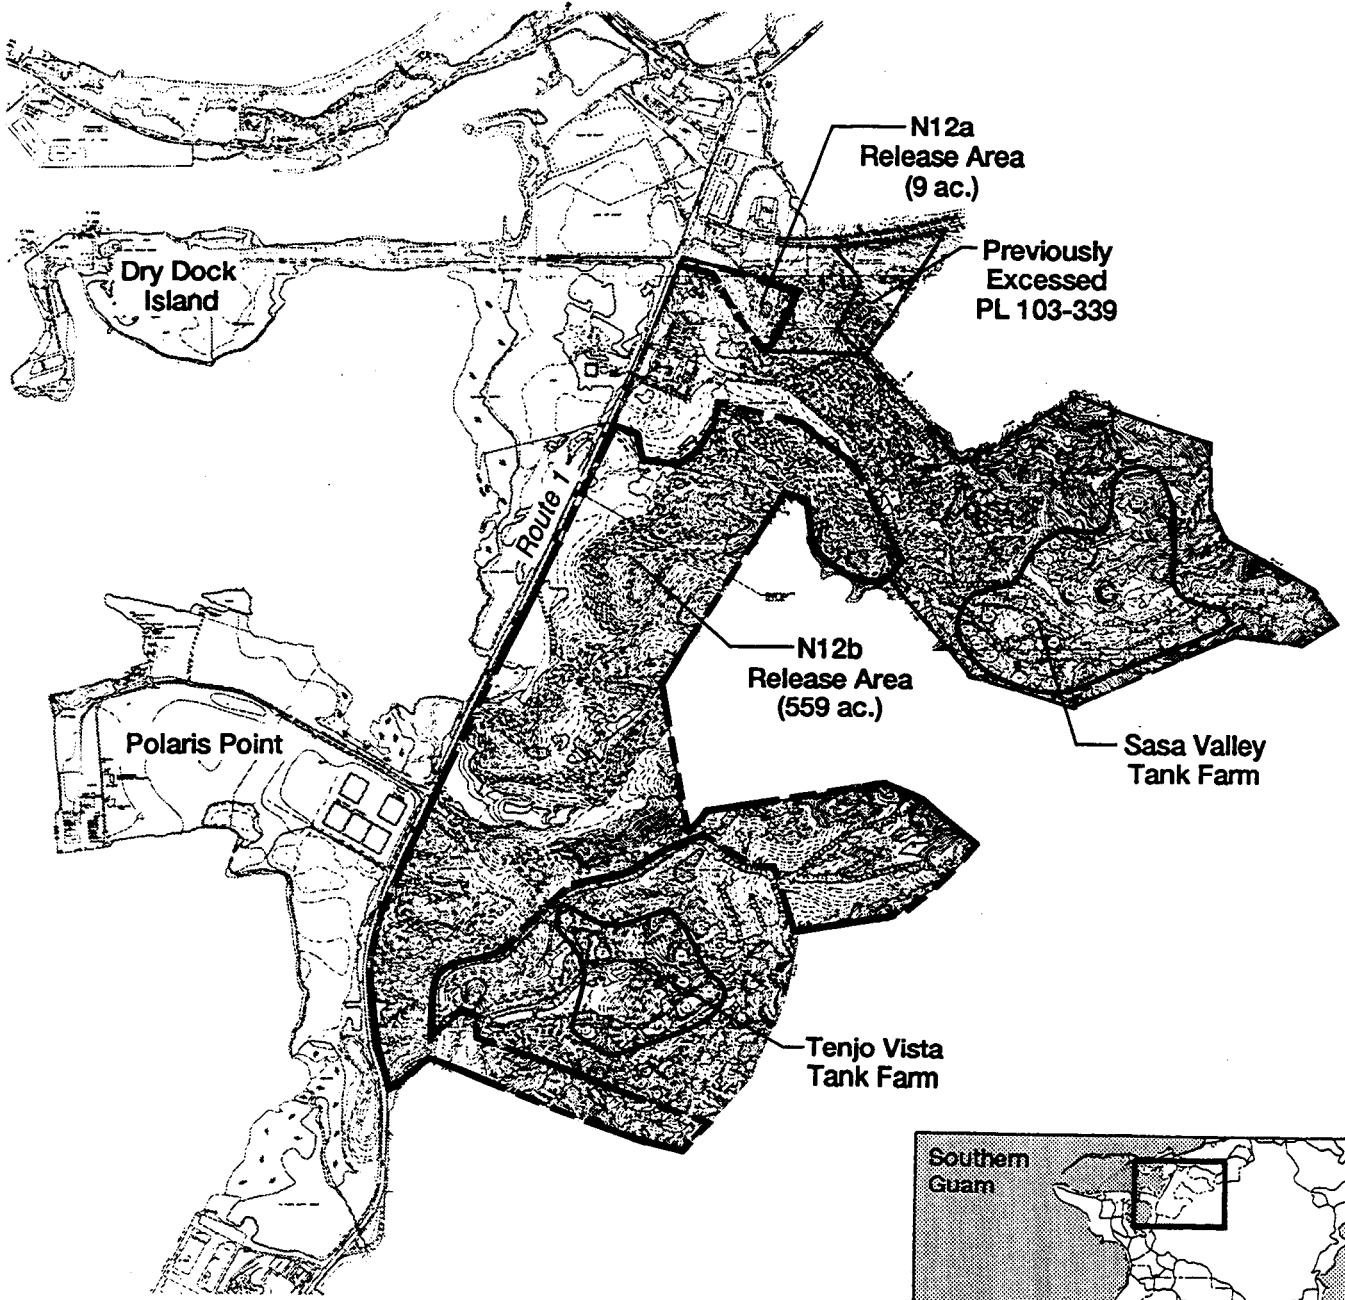 N12a
Release Area
(9 ac.)
Previously
Excessed
PL 103-339
Dry Dock
Island
Route 1
N12b
Release Area
(559 ac.)
Polaris Point
Sasa Valley
Tank Farm
Tenjo Vista
Tank Farm
Southern
Guam